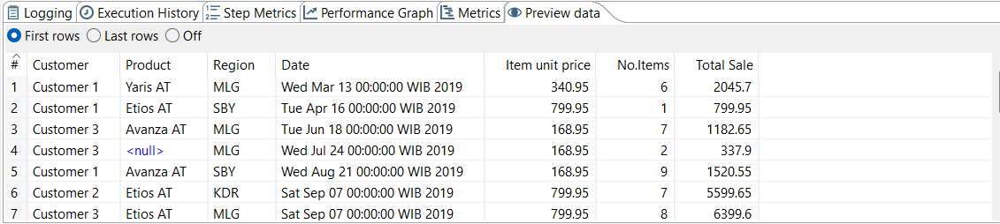 Logging Execution History Step Metrics Performance Graph Metrics Preview data
First rows Last rows Off
# Customer Product Region Date Item unit price No.Items Total Sale
1 Customer 1 Yaris AT MLG Wed Mar 13 00:00:00 WIB 2019 340.95 6 2045.7
2 Customer 1 Etios AT SBY Tue Apr 16 00:00:00 WIB 2019 799.95 1 799.95
3 Customer 3 Avanza AT MLG Tue Jun 18 00:00:00 WIB 2019 168.95 7 1182.65
4 Customer 3 <null> MLG Wed Jul 24 00:00:00 WIB 2019 168.95 2 337.9
5 Customer 1 Avanza AT SBY Wed Aug 21 00:00:00 WIB 2019 168.95 9 1520.55
6 Customer 2 Etios AT KDR Sat Sep 07 00:00:00 WIB 2019 799.95 7 5599.65
7 Customer 3 Etios AT MLG Sat Sep 07 00:00:00 WIB 2019 799.95 8 6399.6